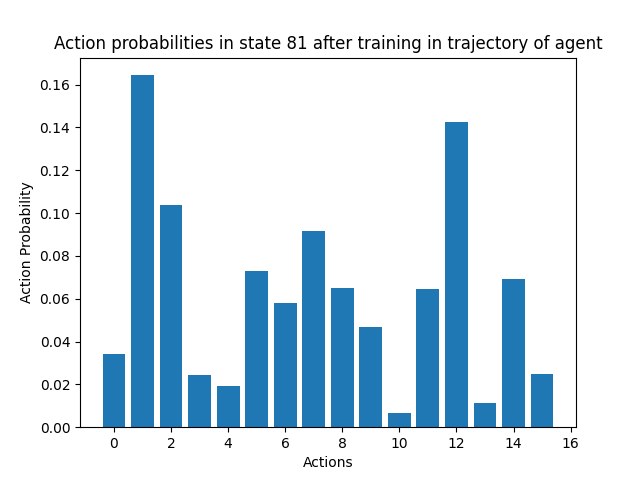 Action probabilities in state 81 after training in trajectory of agent
0.16
0.14
0.12
0.10
0.08
0.06
0.04
0.02
0.00
Action Probability
0 2 4 6 8 10 12 14 16
Actions